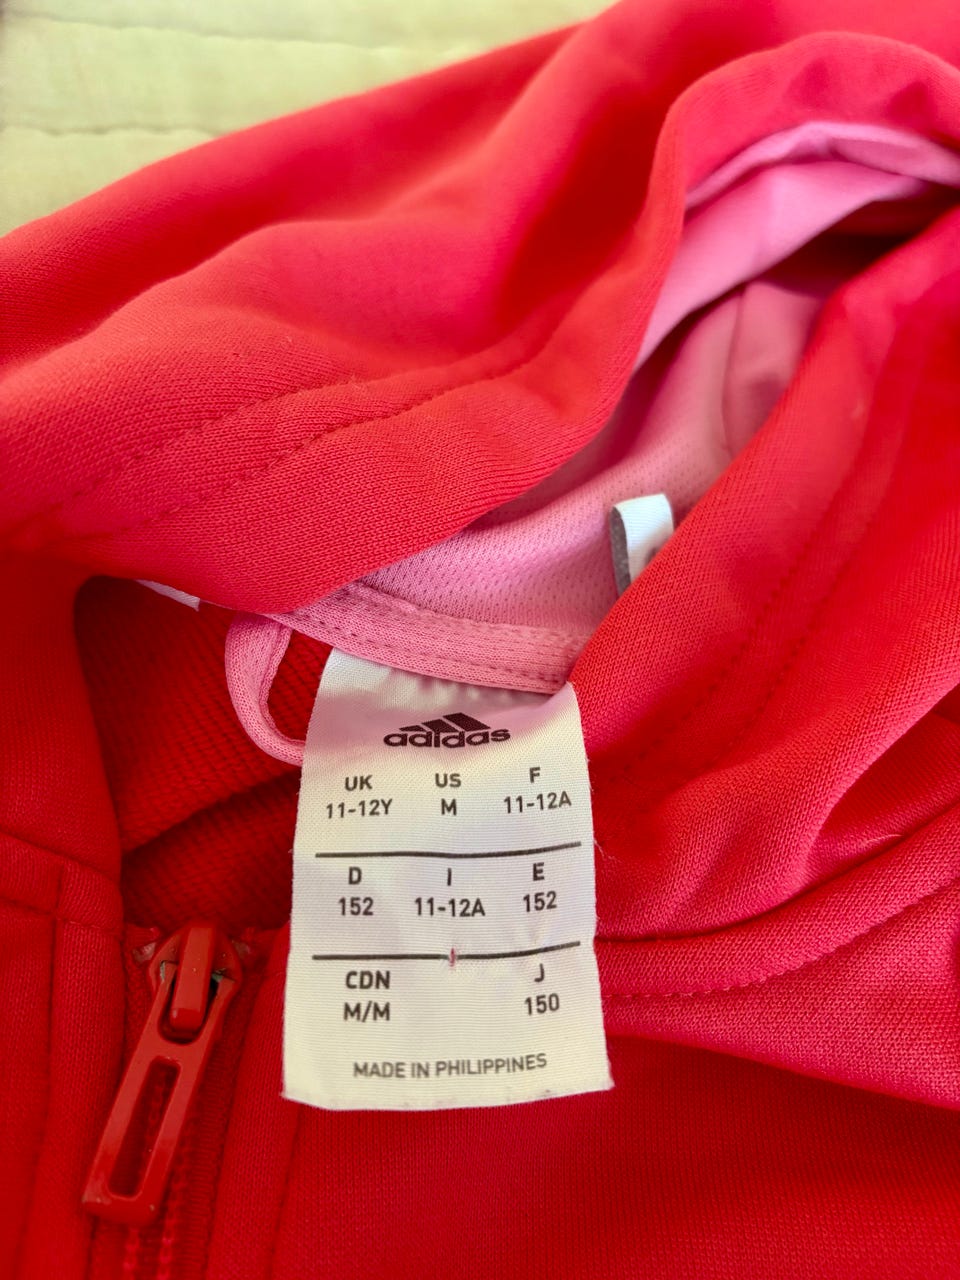 adidas
UK US F
11-12Y M 11-12A
D I E
152 11-12A 152
CDN J
M/M 150
MADE IN PHILIPPINES